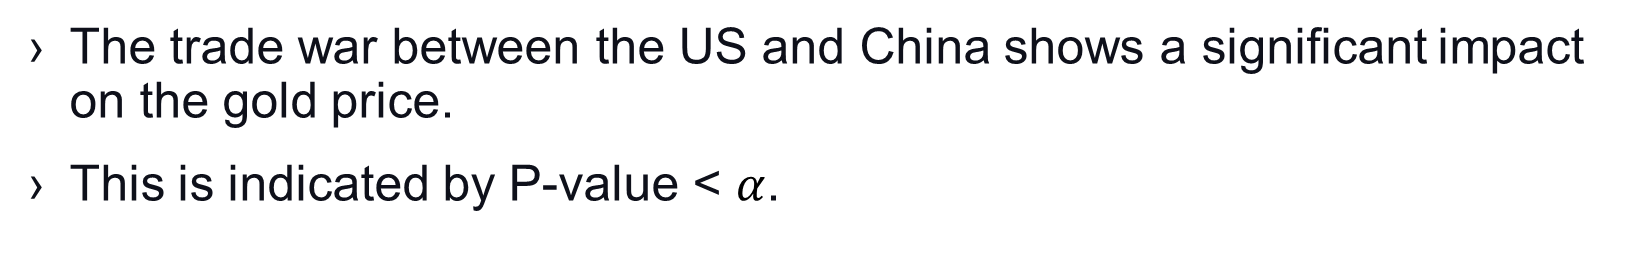 › The trade war between the US and China shows a significant impact
on the gold price.
› This is indicated by P-value < 𝛼.